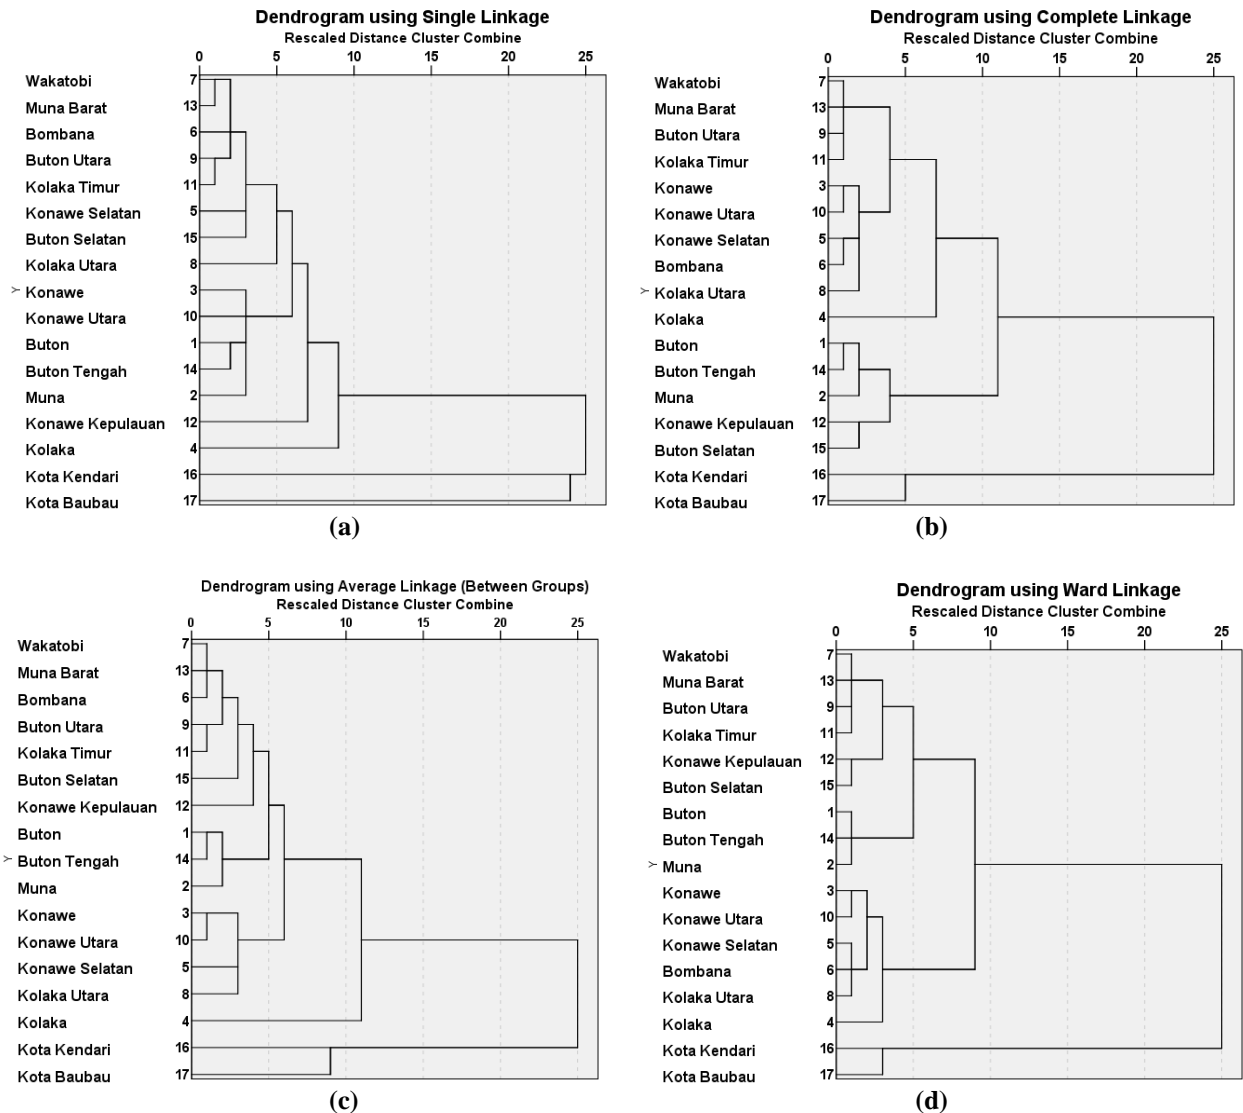 Dendrogram using Single Linkage
Rescaled Distance Cluster Combine
0 5 10 15 20 25
Wakatobi 7
Muna Barat 13
Bombana 6
Buton Utara 9
Kolaka Timur 11
Konawe Selatan 5
Buton Selatan 15
Kolaka Utara 8
Y Konawe 3
Konawe Utara 10
Buton 1
Buton Tengah 14
Muna 2
Konawe Kepulauan 12
Kolaka 4
Kota Kendari 16
Kota Baubau 17
(a)
Dendrogram using Complete Linkage
Rescaled Distance Cluster Combine
0 5 10 15 20 25
Wakatobi 7
Muna Barat 13
Buton Utara 9
Kolaka Timur 11
Konawe 3
Konawe Utara 10
Konawe Selatan 5
Bombana 6
Y Kolaka Utara 8
Kolaka 4
Buton 1
Buton Tengah 14
Muna 2
Konawe Kepulauan 12
Buton Selatan 15
Kota Kendari 16
Kota Baubau 17
(b)
Dendrogram using Average Linkage (Between Groups)
Rescaled Distance Cluster Combine
0 5 10 15 20 25
Wakatobi 7
Muna Barat 13
Bombana 6
Buton Utara 9
Kolaka Timur 11
Buton Selatan 15
Konawe Kepulauan 12
Buton 1
Y Buton Tengah 14
Muna 2
Konawe 3
Konawe Utara 10
Konawe Selatan 5
Kolaka Utara 8
Kolaka 4
Kota Kendari 16
Kota Baubau 17
(c)
Dendrogram using Ward Linkage
Rescaled Distance Cluster Combine
0 5 10 15 20 25
Wakatobi 7
Muna Barat 13
Buton Utara 9
Kolaka Timur 11
Konawe Kepulauan 12
Buton Selatan 15
Buton 1
Buton Tengah 14
Y Muna 2
Konawe 3
Konawe Utara 10
Konawe Selatan 5
Bombana 6
Kolaka Utara 8
Kolaka 4
Kota Kendari 16
Kota Baubau 17
(d)